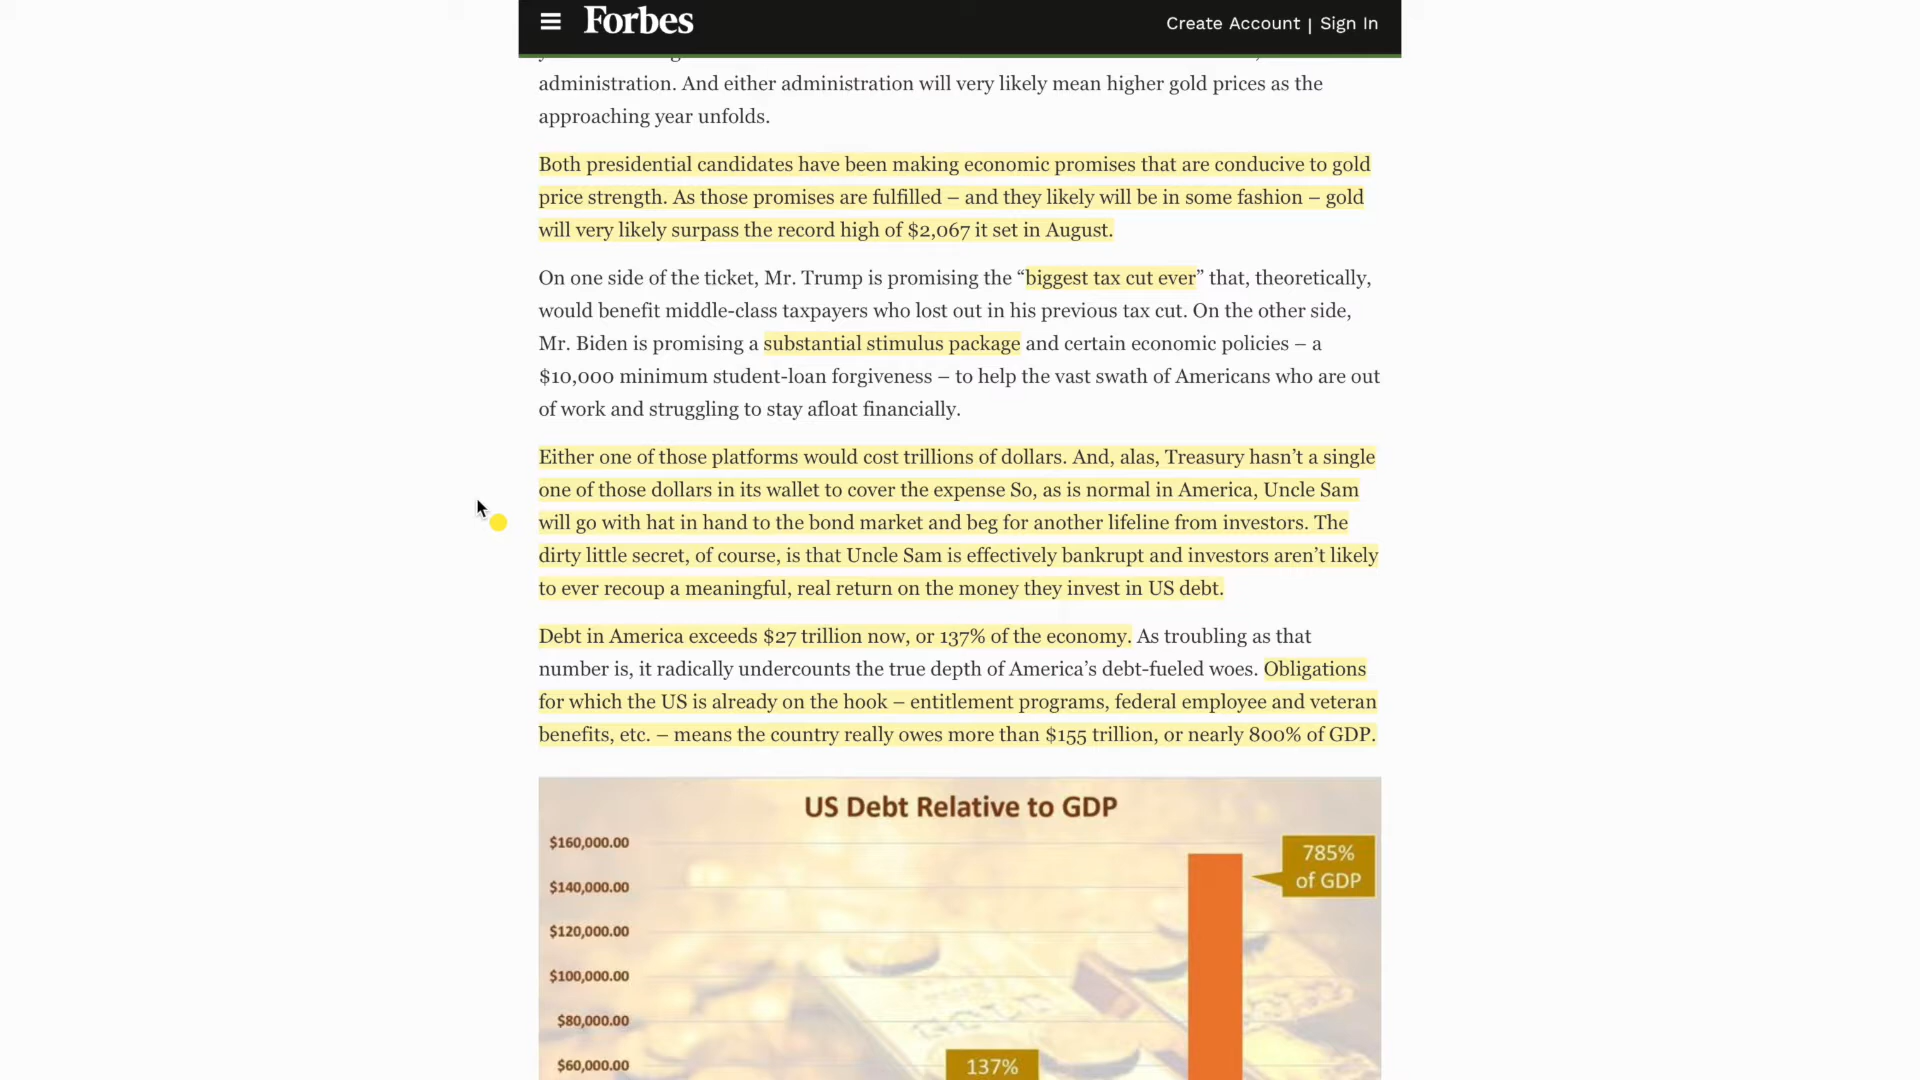 Forbes
Create Account | Sign In
administration. And either administration will very likely mean higher gold prices as the
approaching year unfolds.
Both presidential candidates have been making economic promises that are conducive to gold
price strength. As those promises are fulfilled – and they likely will be in some fashion – gold
will very likely surpass the record high of $2,067 it set in August.
On one side of the ticket, Mr. Trump is promising the “biggest tax cut ever” that, theoretically,
would benefit middle-class taxpayers who lost out in his previous tax cut. On the other side,
Mr. Biden is promising a substantial stimulus package and certain economic policies – a
$10,000 minimum student-loan forgiveness – to help the vast swath of Americans who are out
of work and struggling to stay afloat financially.
Either one of those platforms would cost trillions of dollars. And, alas, Treasury hasn’t a single
one of those dollars in its wallet to cover the expense So, as is normal in America, Uncle Sam
will go with hat in hand to the bond market and beg for another lifeline from investors. The
dirty little secret, of course, is that Uncle Sam is effectively bankrupt and investors aren’t likely
to ever recoup a meaningful, real return on the money they invest in US debt.
Debt in America exceeds $27 trillion now, or 137% of the economy. As troubling as that
number is, it radically undercounts the true depth of America’s debt-fueled woes. Obligations
for which the US is already on the hook – entitlement programs, federal employee and veteran
benefits, etc. – means the country really owes more than $155 trillion, or nearly 800% of GDP.
US Debt Relative to GDP
$160,000.00
785%
of GDP
$140,000.00
$120,000.00
$100,000.00
$80,000.00
$60,000.00
137%